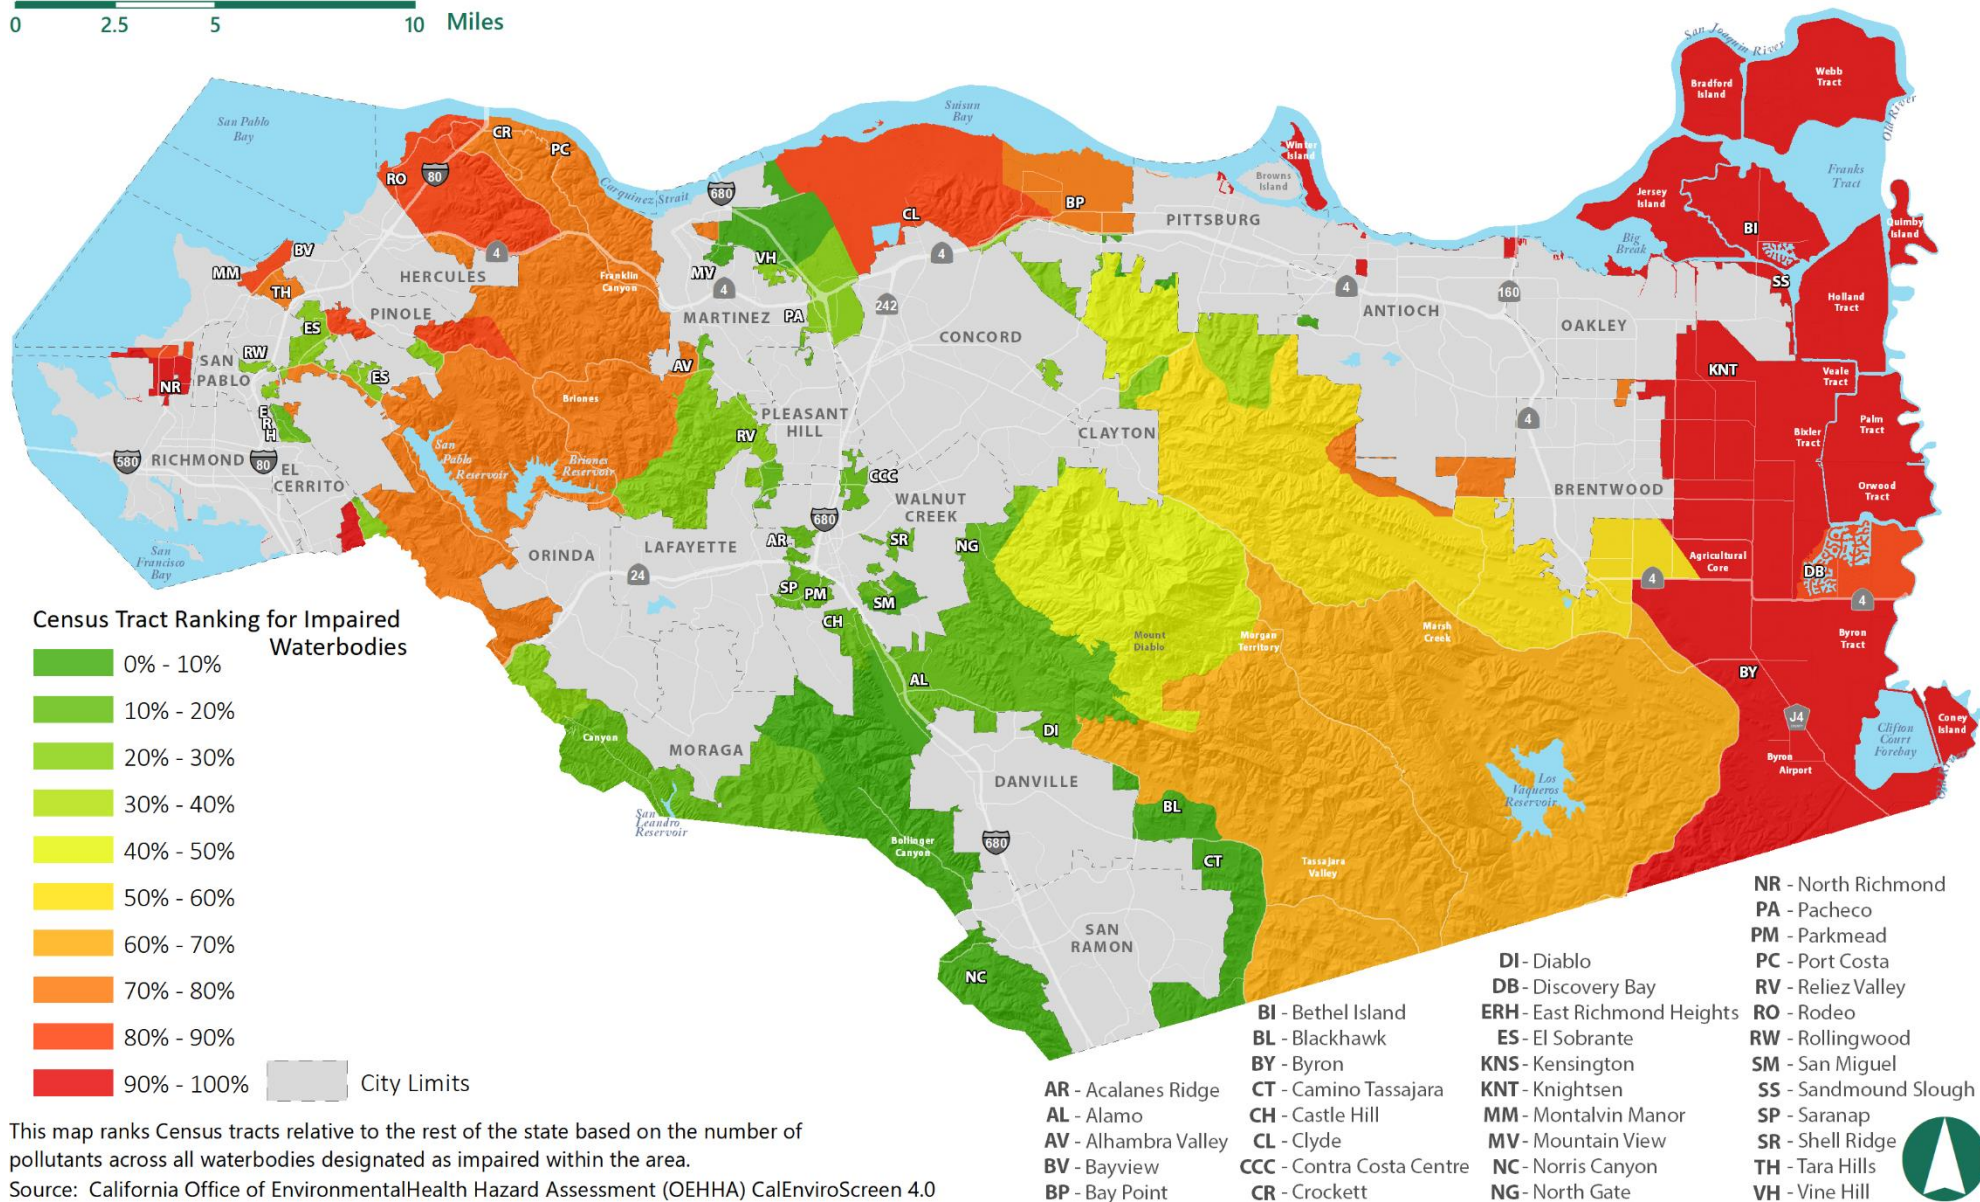 0 2.5 5 10 Miles
San Joaquin River
Webb
Tract
Bradford
Island
Old River
San Pablo
Bay
Suisun
Bay
CR
PC
RO
80
Carquinez Strait
680
Winter
Island
Browns
Island
Franks
Tract
Jersey
Island
BI
Quimby
Island
Big
Break
BP
CL
PITTSBURG
BV
MM
TH
HERCULES
4
Franklin
Canyon
MV
VH
4
4
SS
Holland
Tract
4
160
ES
PINOLE
MARTINEZ
PA
242
CONCORD
ANTIOCH
OAKLEY
RW
SAN
PABLO
NR
ES
AV
KNT
Veale
Tract
Briones
E
R
H
PLEASANT
HILL
RV
CLAYTON
4
Palm
Tract
Bixler
Tract
580
RICHMOND
80
EL
CERRITO
San
Pablo
Reservoir
Briones
Reservoir
CCC
WALNUT
CREEK
BRENTWOOD
Orwood
Tract
680
San
Francisco
Bay
ORINDA
LAFAYETTE
AR
SR
NG
24
SP
PM
SM
Agricultural
Core
DB
4
4
CH
Mount
Diablo
Morgan
Territory
Marsh
Creek
Byron
Tract
AL
BY
Canyon
MORAGA
DI
J4
Clifton
Court
Forebay
Coney
Island
Old River
DANVILLE
Byron
Airport
San
Leandro
Reservoir
BL
Los
Vaqueros
Reservoir
Bollinger
Canyon
680
CT
Tassajara
Valley
SAN
RAMON
NC
Census Tract Ranking for Impaired
Waterbodies
0% - 10%
10% - 20%
20% - 30%
30% - 40%
40% - 50%
50% - 60%
60% - 70%
70% - 80%
80% - 90%
90% - 100%
City Limits
This map ranks Census tracts relative to the rest of the state based on the number of
pollutants across all waterbodies designated as impaired within the area.
Source: California Office of EnvironmentalHealth Hazard Assessment (OEHHA) CalEnviroScreen 4.0
AR - Acalanes Ridge
AL - Alamo
AV - Alhambra Valley
BV - Bayview
BP - Bay Point
BI - Bethel Island
BL - Blackhawk
BY - Byron
CT - Camino Tassajara
CH - Castle Hill
CL - Clyde
CCC - Contra Costa Centre
CR - Crockett
DI - Diablo
DB - Discovery Bay
ERH - East Richmond Heights
ES - El Sobrante
KNS - Kensington
KNT - Knightsen
MM - Montalvin Manor
MV - Mountain View
NC - Norris Canyon
NG - North Gate
NR - North Richmond
PA - Pacheco
PM - Parkmead
PC - Port Costa
RV - Reliez Valley
RO - Rodeo
RW - Rollingwood
SM - San Miguel
SS - Sandmound Slough
SP - Saranap
SR - Shell Ridge
TH - Tara Hills
VH - Vine Hill